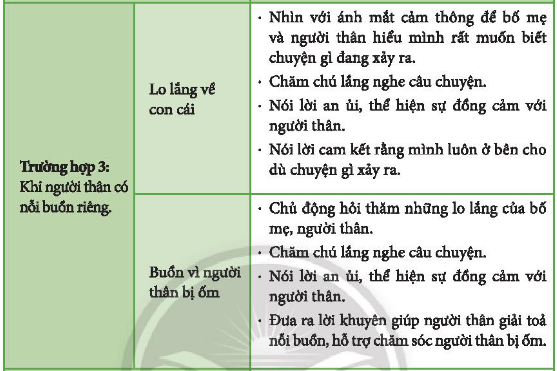 Trường hợp 3:
Khi người thân có
nỗi buồn riêng.
Lo lắng về
con cái
· Nhìn với ánh mắt cảm thông để bố mẹ
và người thân hiểu mình rất muốn biết
chuyện gì đang xảy ra.
· Chăm chú lắng nghe câu chuyện.
· Nói lời an ủi, thể hiện sự đồng cảm với
người thân.
· Nói lời cam kết rằng mình luôn ở bên cho
dù chuyện gì xảy ra.
Buồn vì người
thân bị ốm
· Chủ động hỏi thăm những lo lắng của bố
mẹ, người thân.
· Chăm chú lắng nghe câu chuyện.
· Nói lời an ủi, thể hiện sự đồng cảm với
người thân.
· Đưa ra lời khuyên giúp người thân giải toả
nỗi buồn, hỗ trợ chăm sóc người thân bị ốm.